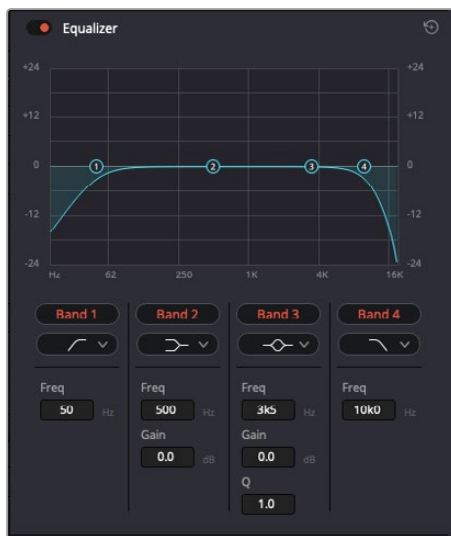 Equalizer
+24 +24
+12 +12
0 1 2 3 4 0
-12 -12
-24 -24
Hz 62 250 1K 4K 16K
Band 1 Band 2 Band 3 Band 4
Freq Freq Freq Freq
50 Hz 500 Hz 3k5 Hz 10k0 Hz
Gain Gain
0.0 dB 0.0 dB
Q
1.0